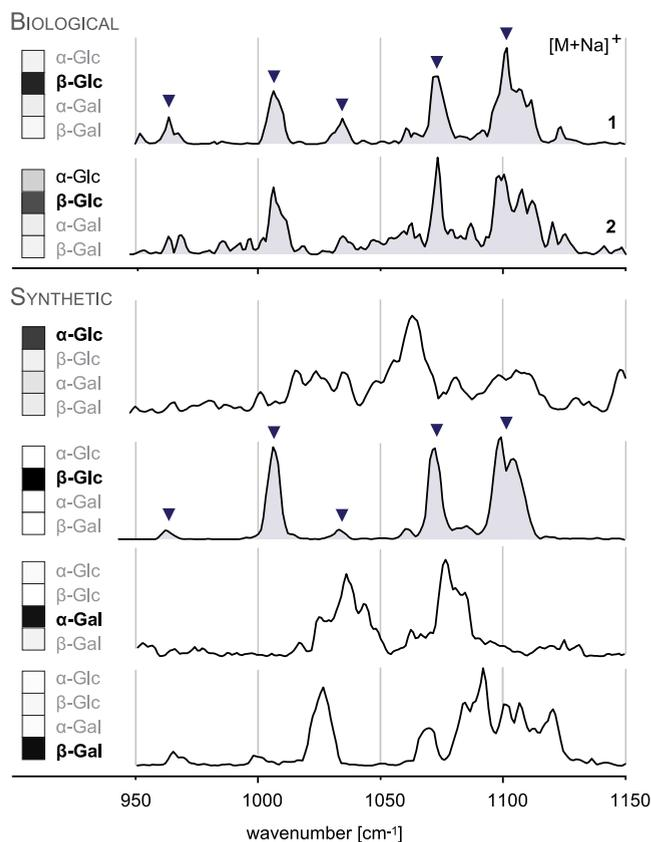 BIOLOGICAL
[M+Na]+
α-Glc
β-Glc
α-Gal
β-Gal
1
α-Glc
β-Glc
α-Gal
β-Gal
2
SYNTHETIC
α-Glc
β-Glc
α-Gal
β-Gal
α-Glc
β-Glc
α-Gal
β-Gal
α-Glc
β-Glc
α-Gal
β-Gal
α-Glc
β-Glc
α-Gal
β-Gal
950 1000 1050 1100 1150
wavenumber [cm-1]